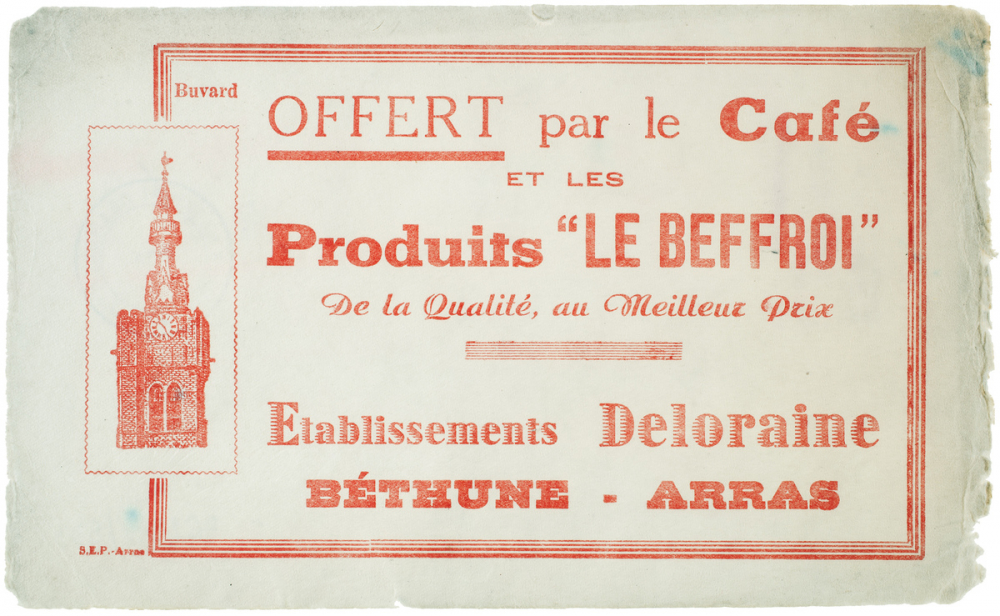 Buvard
OFFERT par le Café
ET LES
Produits “LE BEFFROI”
De la Qualité, au Meilleur Prix
Etablissements Deloraine
BÉTHUNE - ARRAS
S.E.P.-Arras